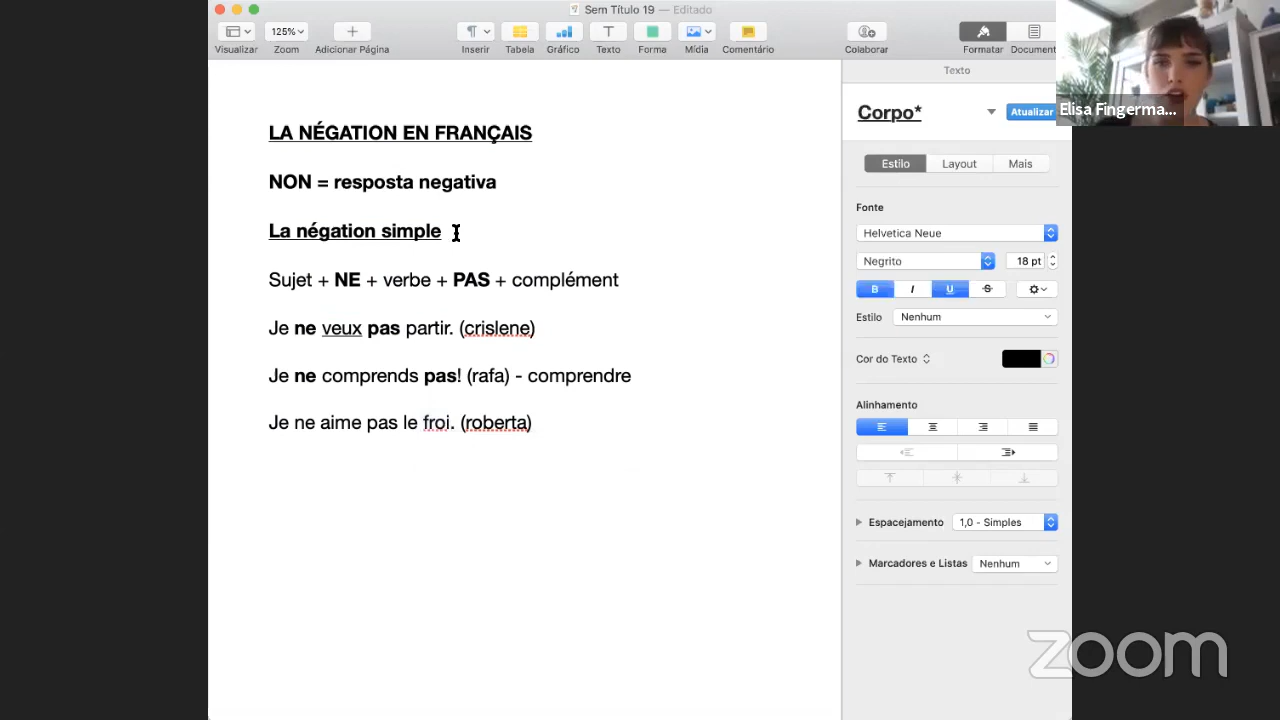 Sem Título 19 — Editado
125%
Visualizar
Zoom
Adicionar Página
Inserir
Tabela
Gráfico
Texto
Forma
Mídia
Comentário
Colaborar
Formatar
Document
Elisa Fingerma...
LA NÉGATION EN FRANÇAIS
NON = resposta negativa
La négation simple
Sujet + NE + verbe + PAS + complément
Je ne veux pas partir. (crislene)
Je ne comprends pas! (rafa) - comprendre
Je ne aime pas le froi. (roberta)
Texto
Corpo*
Atualizar
Estilo
Layout
Mais
Fonte
Helvetica Neue
Negrito
18 pt
B I U S
Estilo
Nenhum
Cor do Texto
Alinhamento
Espacejamento
1,0 - Simples
Marcadores e Listas
Nenhum
zoom